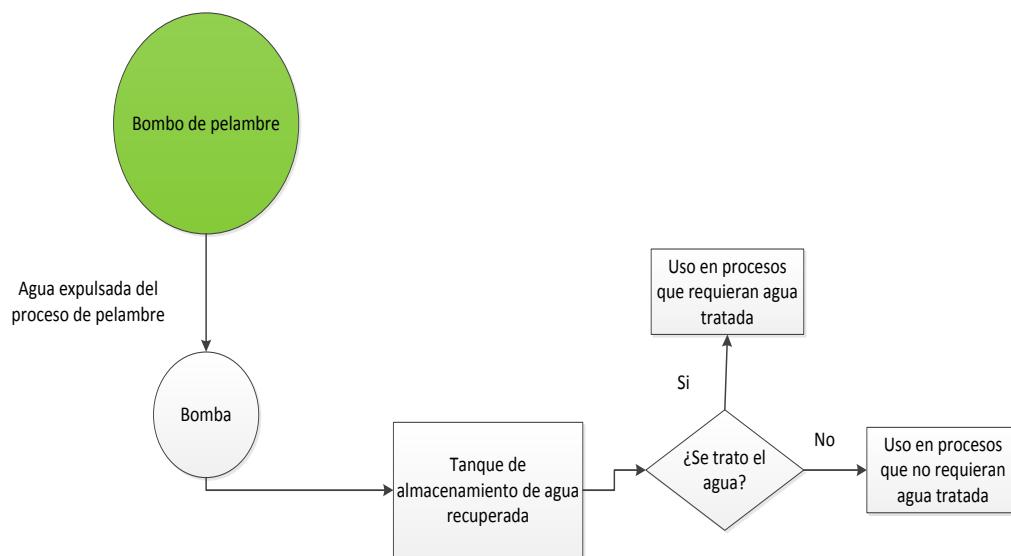 Bombo de pelambre
Agua expulsada del
proceso de pelambre
Bomba
Tanque de
almacenamiento de agua
recuperada
¿Se trato el
agua?
Si
Uso en procesos
que requieran agua
tratada
No
Uso en procesos
que no requieran
agua tratada